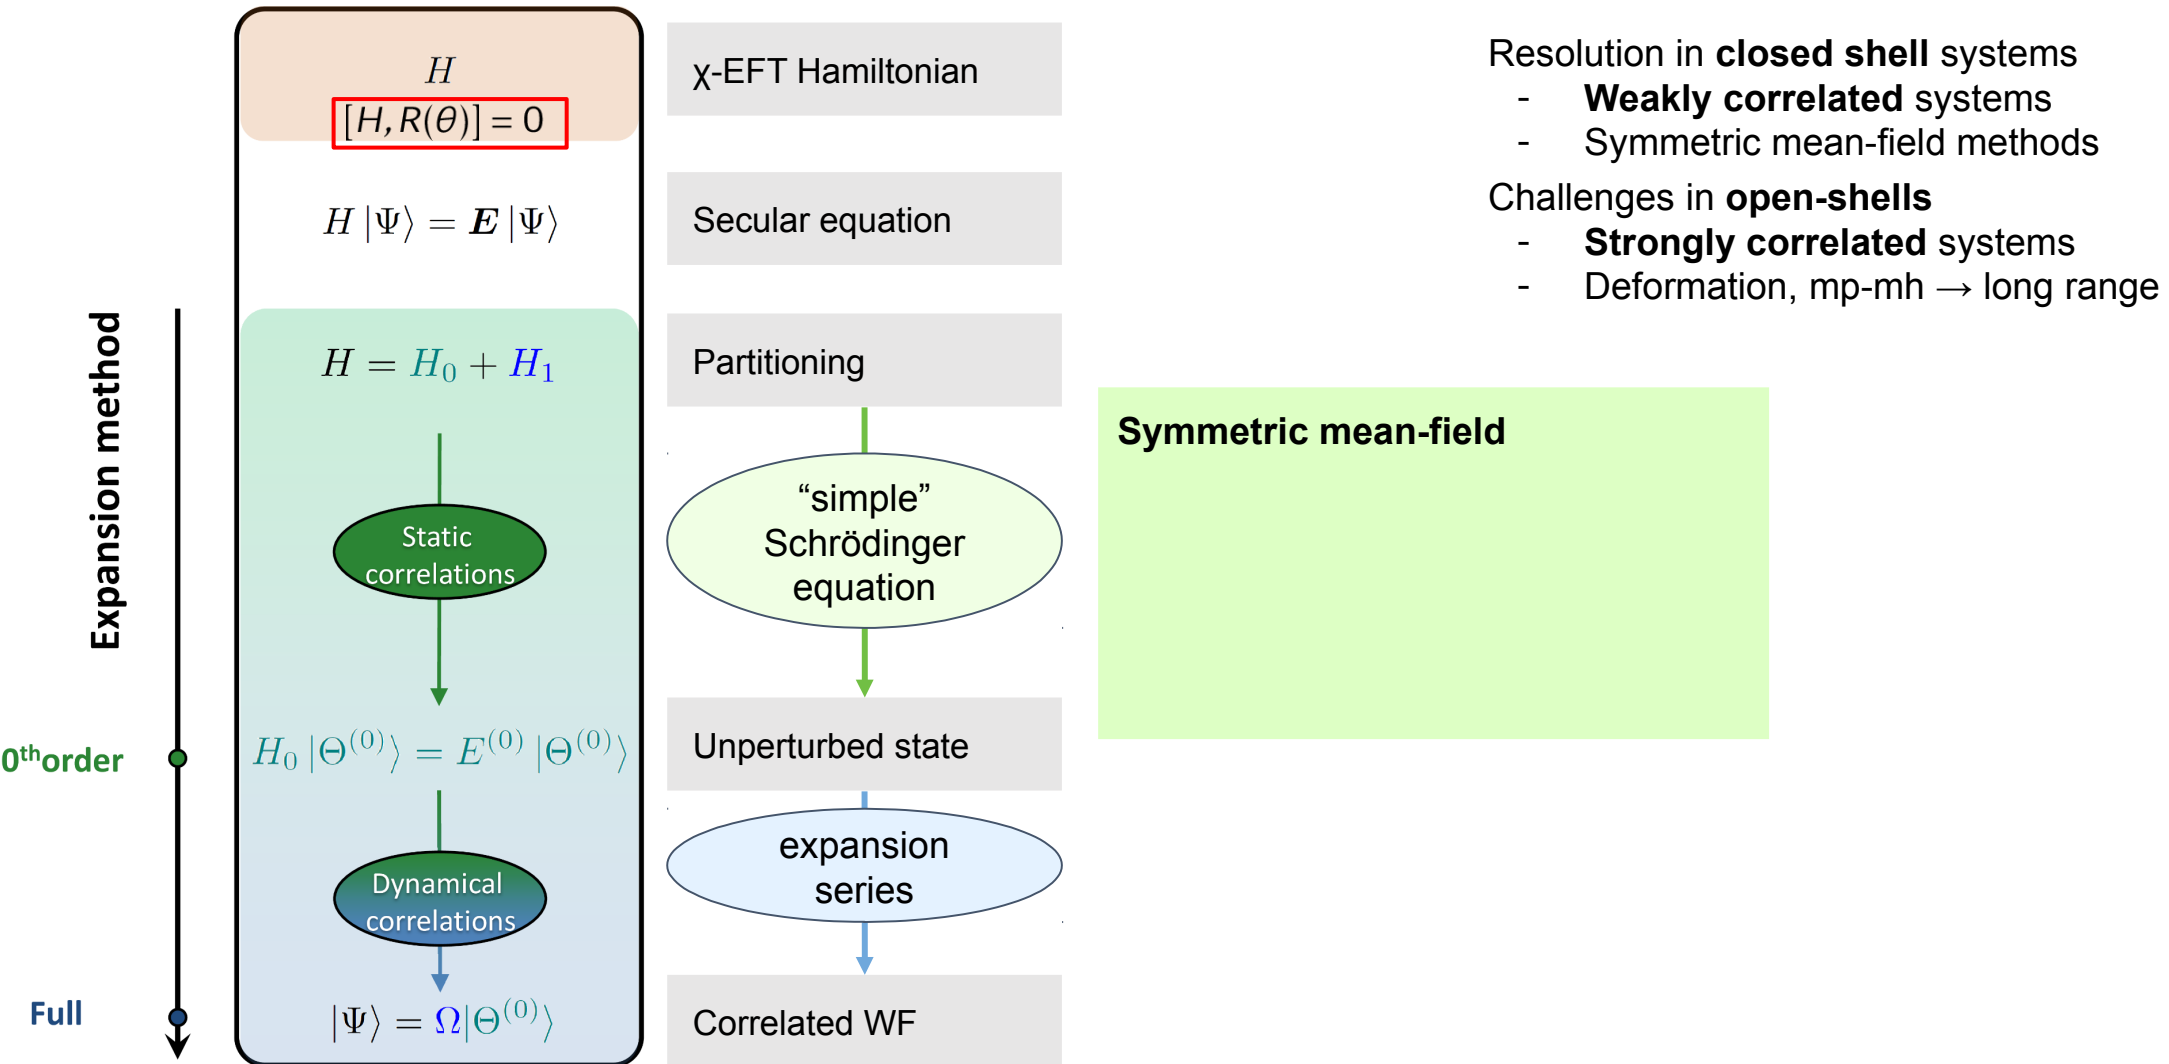 H
[H, R(θ)] = 0
χ-EFT Hamiltonian
H |Ψ⟩ = E |Ψ⟩
Secular equation
Expansion method
H = H₀ + H₁
Partitioning
Static
correlations
“simple”
Schrödinger
equation
0ᵗʰorder
H₀ |Θ⁽⁰⁾⟩ = E⁽⁰⁾ |Θ⁽⁰⁾⟩
Unperturbed state
Dynamical
correlations
expansion
series
Full
|Ψ⟩ = Ω|Θ⁽⁰⁾⟩
Correlated WF
Resolution in closed shell systems
- Weakly correlated systems
- Symmetric mean-field methods
Challenges in open-shells
- Strongly correlated systems
- Deformation, mp-mh → long range
Symmetric mean-field